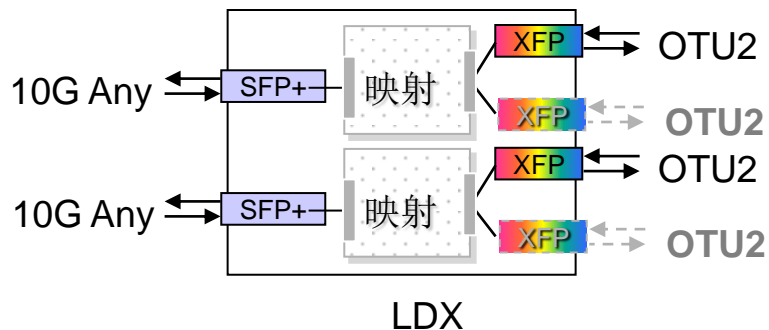 XFP OTU2
10G Any SFP+ 映射
XFP OTU2
XFP OTU2
10G Any SFP+ 映射
XFP OTU2
LDX